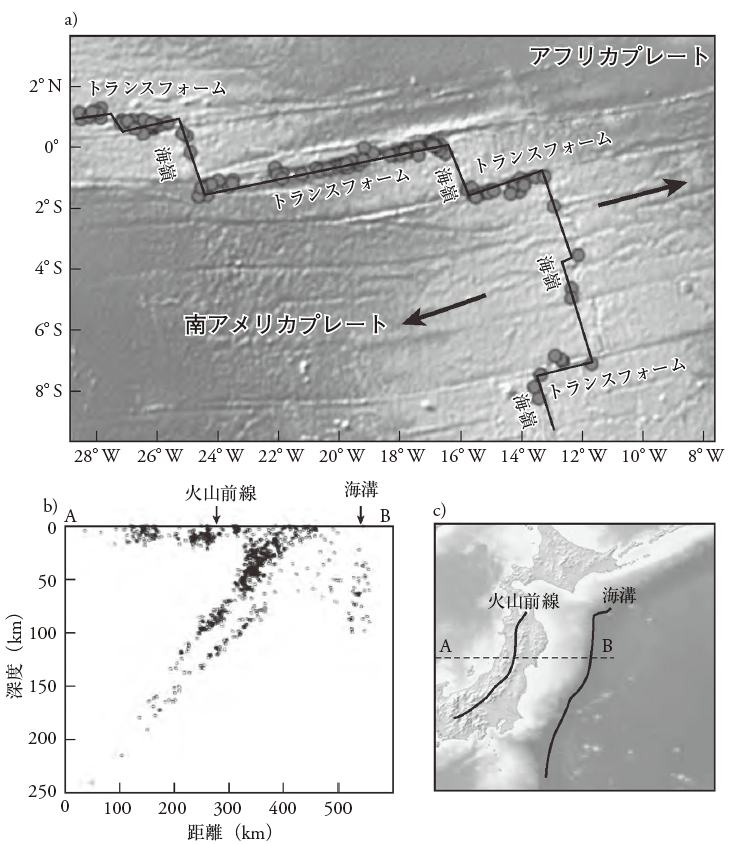 a)
アフリカプレート
2°N
トランスフォーム
0°
海嶺
トランスフォーム
海嶺
トランスフォーム
2°S
4°S
海嶺
南アメリカプレート
6°S
8°S
トランスフォーム
海嶺
28°W 26°W 24°W 22°W 20°W 18°W 16°W 14°W 12°W 10°W 8°W
b)
火山前線
海溝
A
B
0
50
100
150
200
250
深度（km）
0 100 200 300 400 500
距離（km）
c)
火山前線
海溝
A
B